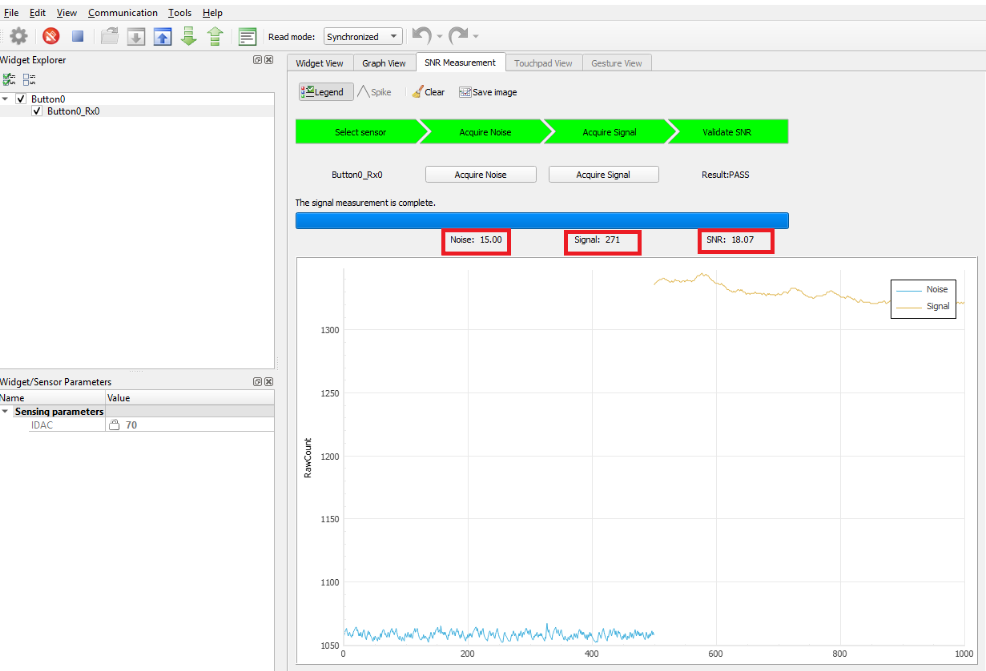 File Edit View Communication Tools Help
Read mode: Synchronized
Widget Explorer
Button0
Button0_Rx0
Widget/Sensor Parameters
Name Value
Sensing parameters
IDAC 70
Widget View Graph View SNR Measurement Touchpad View Gesture View
Legend Spike Clear Save image
Select sensor Acquire Noise Acquire Signal Validate SNR
Button0_Rx0 Acquire Noise Acquire Signal Result:PASS
The signal measurement is complete.
Noise: 15.00 Signal: 271 SNR: 18.07
Noise
Signal
RawCount
1300
1250
1200
1150
1100
1050
0 200 400 600 800 1000